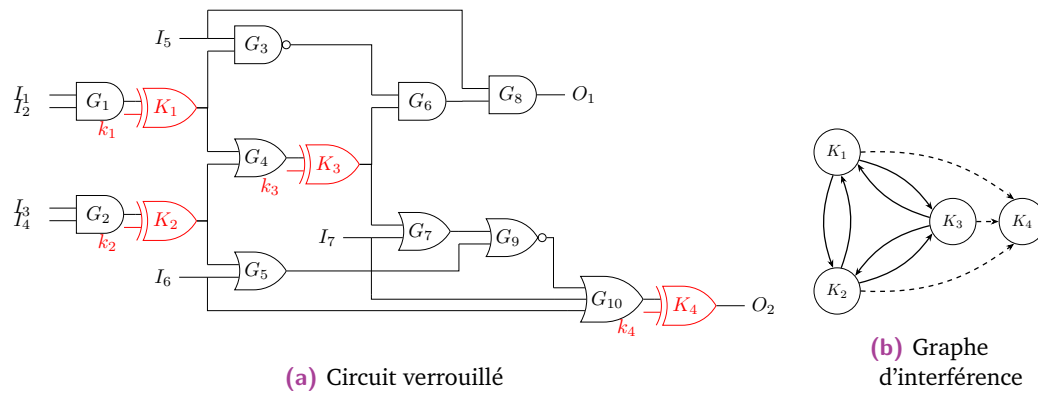 I₅
G₃
I₁
I₂
G₁
K₁
k₁
G₆
G₈
O₁
G₄
K₃
k₃
I₃
I₄
G₂
K₂
k₂
I₇
G₇
G₉
I₆
G₅
G₁₀
K₄
k₄
O₂
K₁
K₃
K₄
K₂
(a) Circuit verrouillé
(b) Graphe
d'interférence